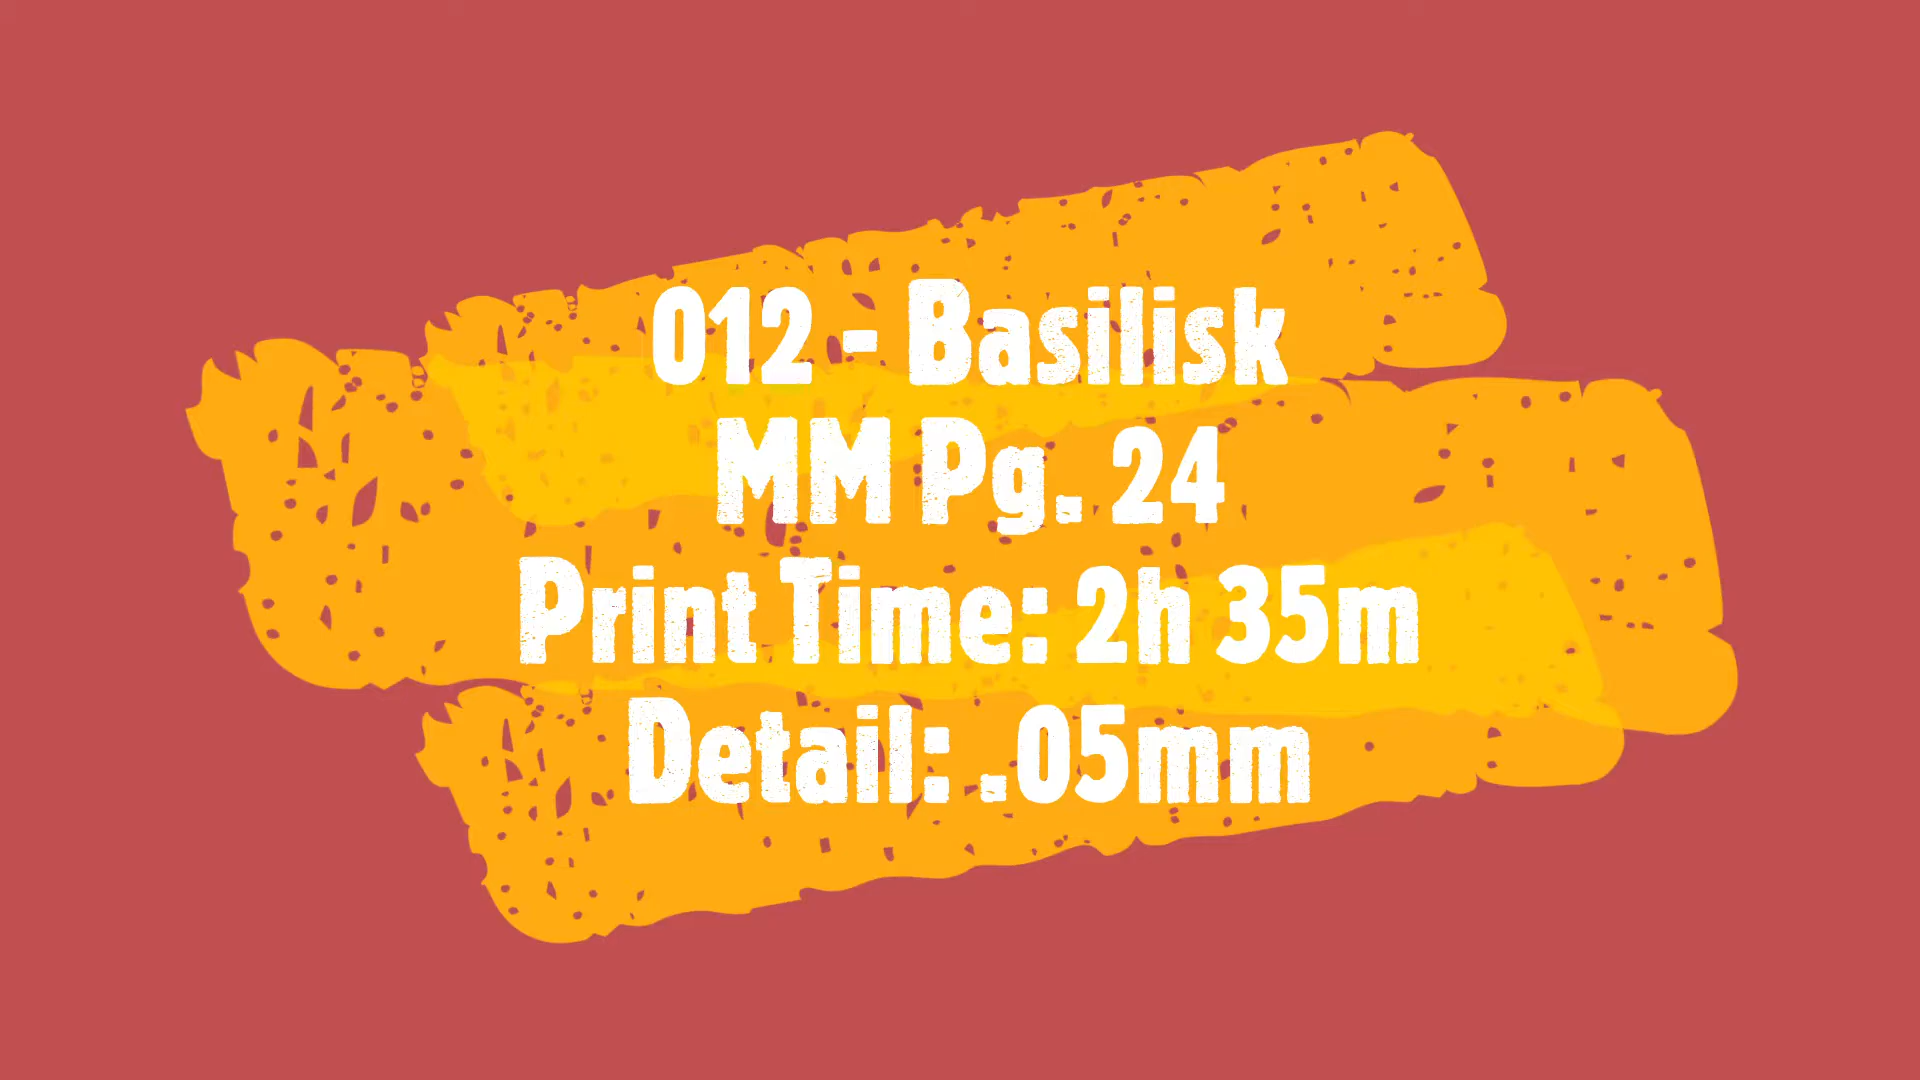 012 - Basilisk
MM Pg. 24
Print Time: 2h 35m
Detail: .05mm